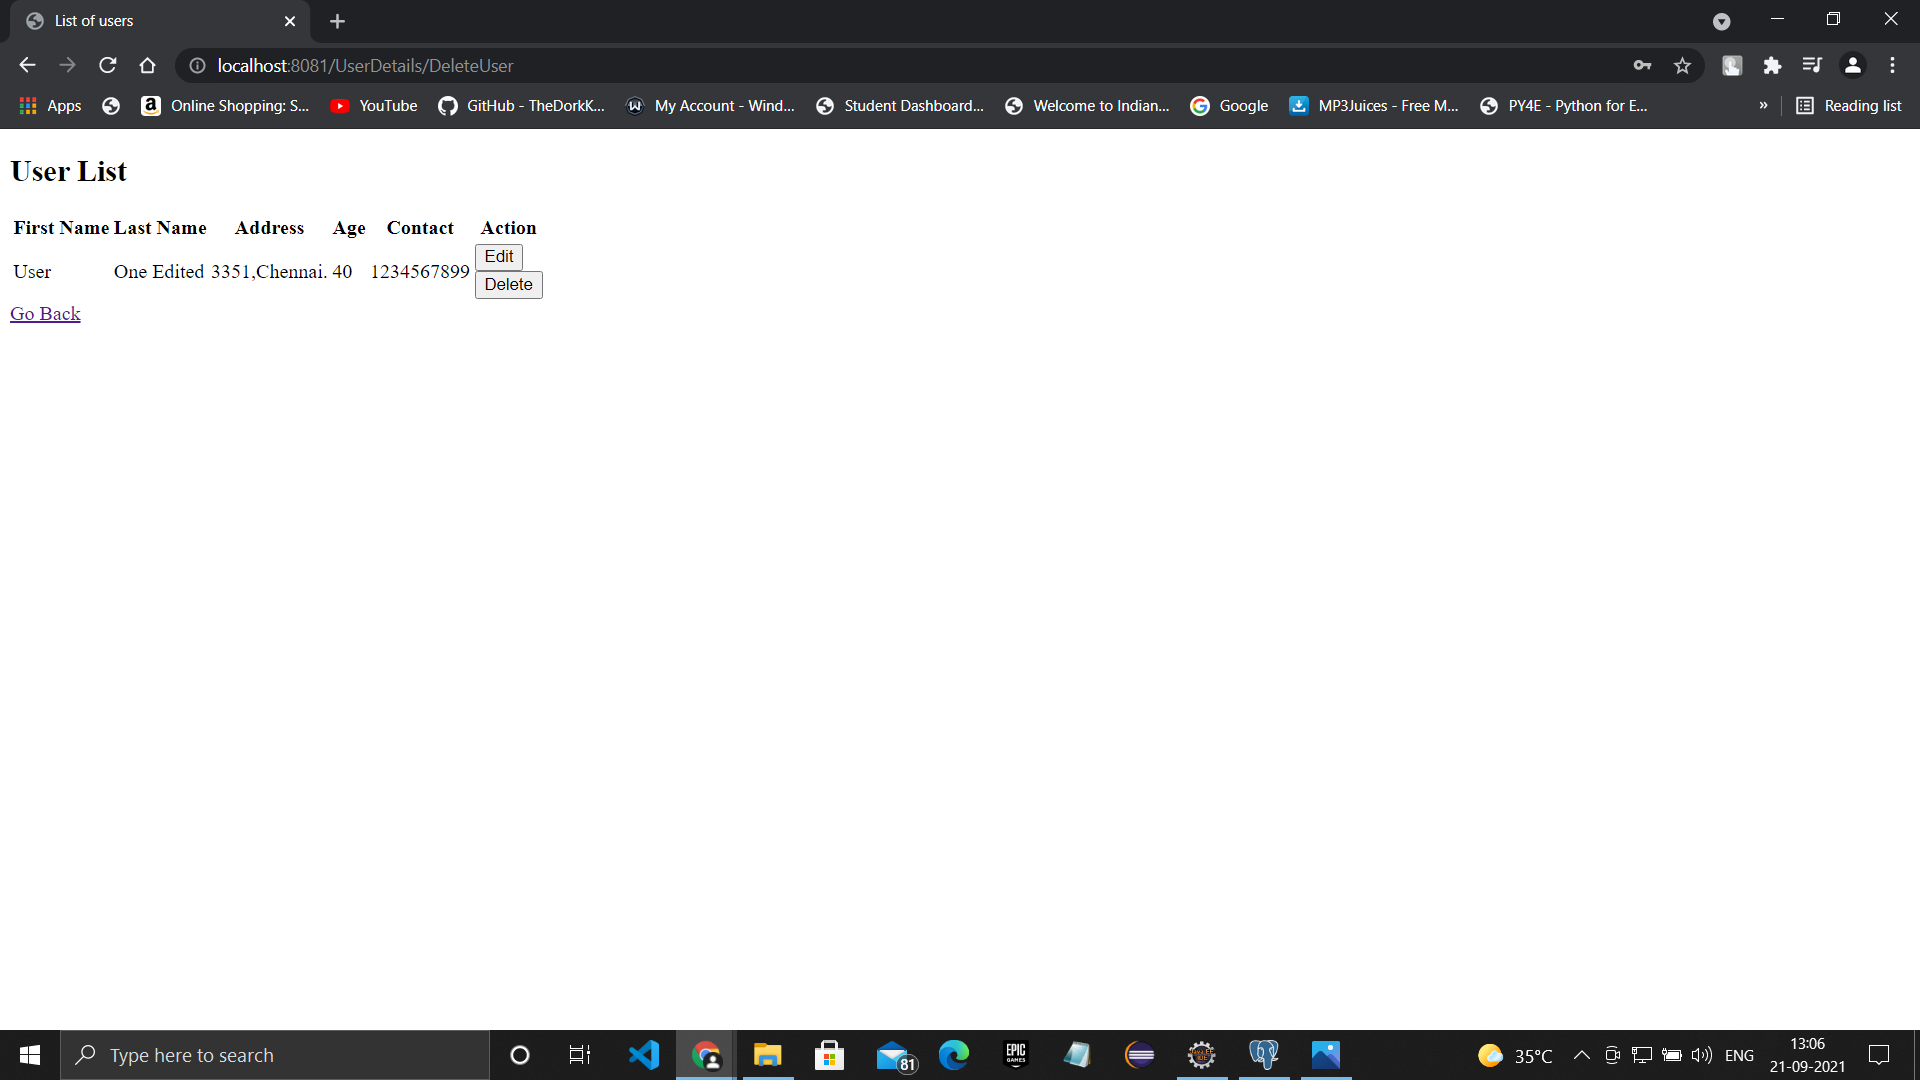 List of users
localhost:8081/UserDetails/DeleteUser
Apps Online Shopping: S... YouTube GitHub - TheDorkK... My Account - Wind... Student Dashboard... Welcome to Indian... Google MP3Juices - Free M... PY4E - Python for E... » Reading list
User List
First Name Last Name Address Age Contact Action
User One Edited 3351,Chennai. 40 1234567899 Edit
Delete
Go Back
Type here to search
81
EPIC GAMES
35°C
ENG
13:06
21-09-2021